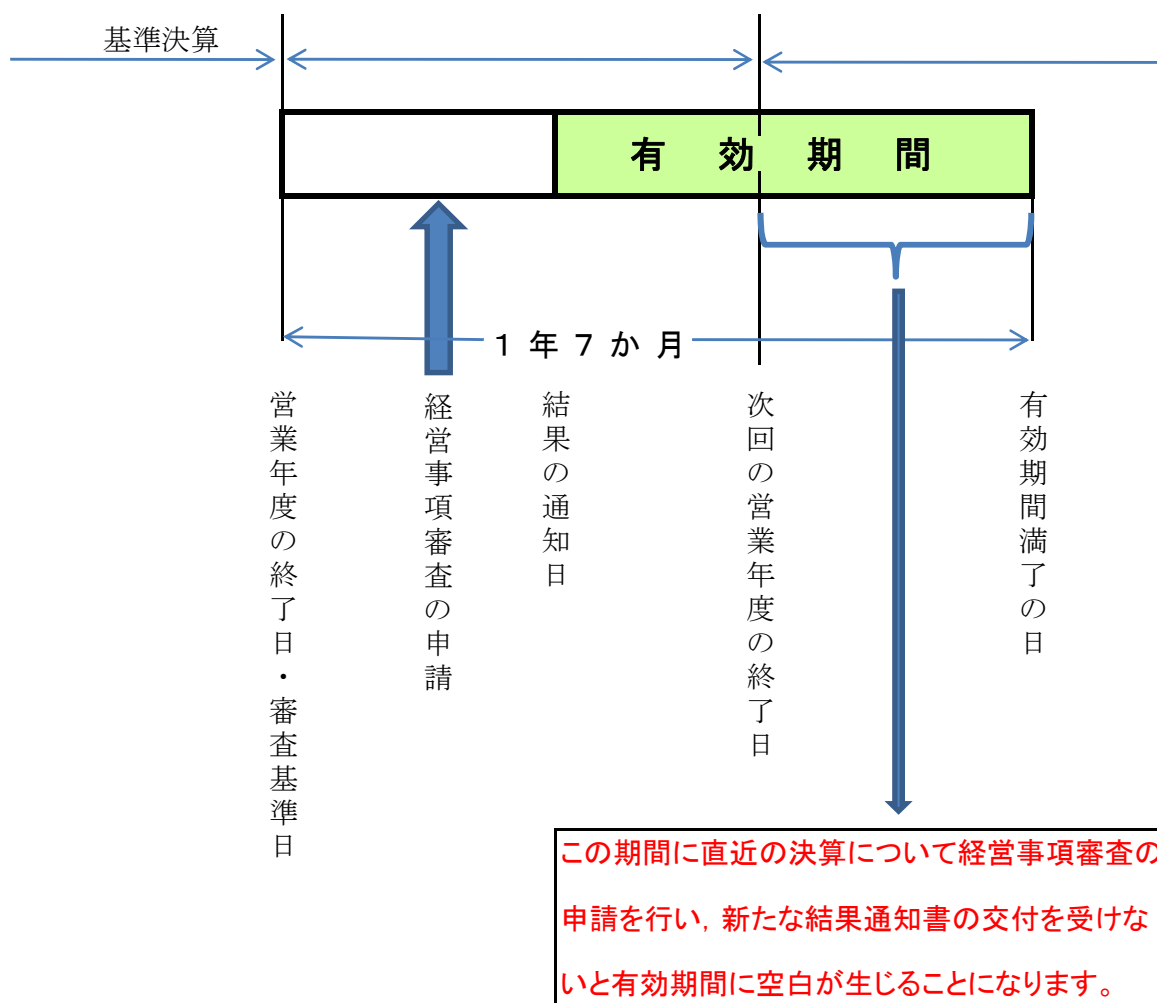 基準決算
有効期間
1年7か月
営業年度の終了日・審査基準日
経営事項審査の申請
結果の通知日
次回の営業年度の終了日
有効期間満了の日
この期間に直近の決算について経営事項審査の
申請を行い,新たな結果通知書の交付を受けな
いと有効期間に空白が生じることになります。